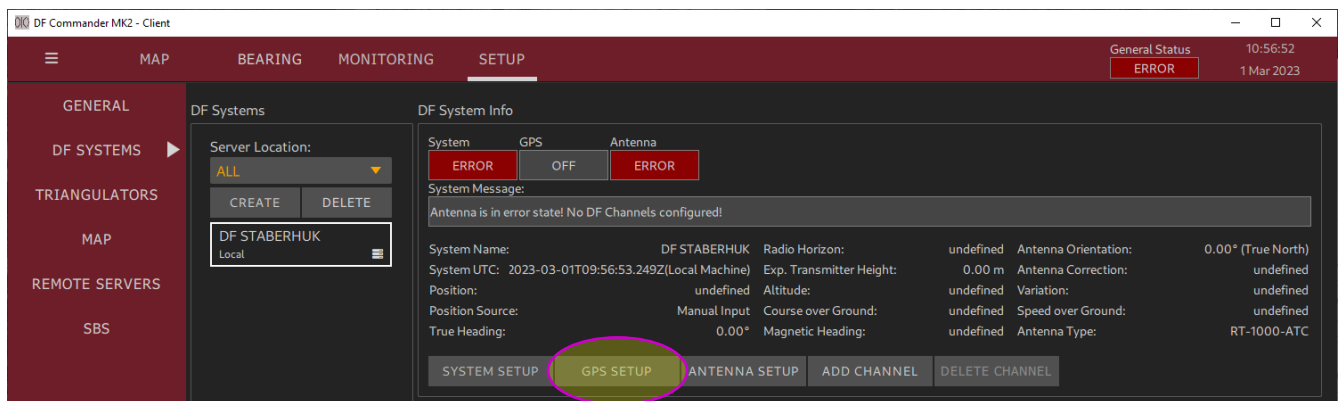 DF Commander MK2 - Client
MAP BEARING MONITORING SETUP
General Status
ERROR
10:56:52
1 Mar 2023
GENERAL
DF SYSTEMS
TRIANGULATORS
MAP
REMOTE SERVERS
SBS
DF Systems
Server Location:
ALL
CREATE DELETE
DF STABERHUK
Local
DF System Info
System GPS Antenna
ERROR OFF ERROR
System Message:
Antenna is in error state! No DF Channels configured!
System Name: DF STABERHUK Radio Horizon: undefined Antenna Orientation: 0.00° (True North)
System UTC: 2023-03-01T09:56:53.249Z(Local Machine) Exp. Transmitter Height: 0.00 m Antenna Correction: undefined
Position: undefined Altitude: undefined Variation: undefined
Position Source: Manual Input Course over Ground: undefined Speed over Ground: undefined
True Heading: 0.00° Magnetic Heading: undefined Antenna Type: RT-1000-ATC
SYSTEM SETUP GPS SETUP ANTENNA SETUP ADD CHANNEL DELETE CHANNEL